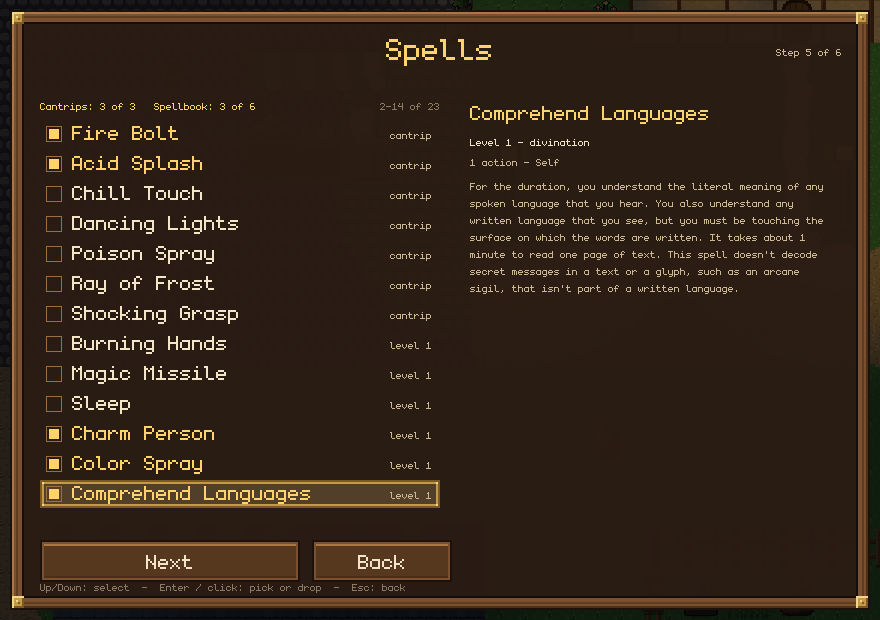 Spells
Step 5 of 6
Cantrips: 3 of 3 Spellbook: 3 of 6
2-14 of 23
Fire Bolt cantrip
Acid Splash cantrip
Chill Touch cantrip
Dancing Lights cantrip
Poison Spray cantrip
Ray of Frost cantrip
Shocking Grasp cantrip
Burning Hands level 1
Magic Missile level 1
Sleep level 1
Charm Person level 1
Color Spray level 1
Comprehend Languages level 1
Comprehend Languages
Level 1 - divination
1 action - Self
For the duration, you understand the literal meaning of any
spoken language that you hear. You also understand any
written language that you see, but you must be touching the
surface on which the words are written. It takes about 1
minute to read one page of text. This spell doesn't decode
secret messages in a text or a glyph, such as an arcane
sigil, that isn't part of a written language.
Next
Back
Up/Down: select - Enter / click: pick or drop - Esc: back